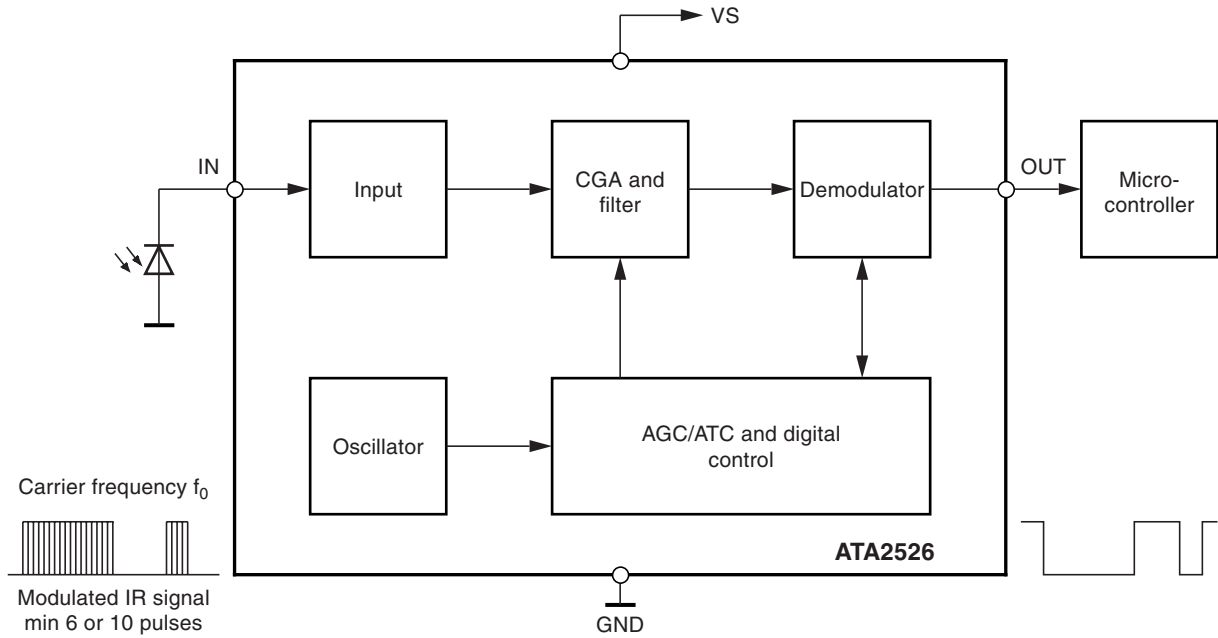 VS
IN
Input
CGA and
filter
Demodulator
OUT
Micro-
controller
Oscillator
AGC/ATC and digital
control
Carrier frequency f₀
Modulated IR signal
min 6 or 10 pulses
ATA2526
GND